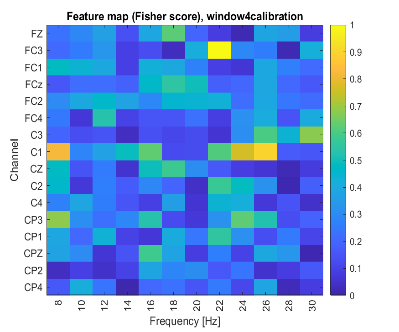 Feature map (Fisher score), window4calibration
Channel
FZ
FC3
FC1
FCz
FC2
FC4
C3
C1
CZ
C2
C4
CP3
CP1
CPZ
CP2
CP4
8 10 12 14 16 18 20 22 24 26 28 30
Frequency [Hz]
1
0.9
0.8
0.7
0.6
0.5
0.4
0.3
0.2
0.1
0